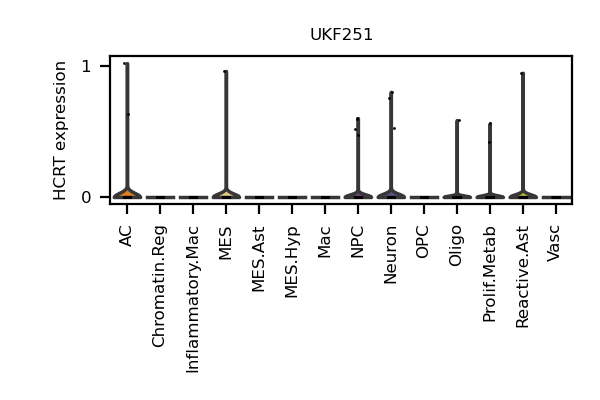 UKF251
HCRT expression
1
0
AC
Chromatin.Reg
Inflammatory.Mac
MES
MES.Ast
MES.Hyp
Mac
NPC
Neuron
OPC
Oligo
Prolif.Metab
Reactive.Ast
Vasc